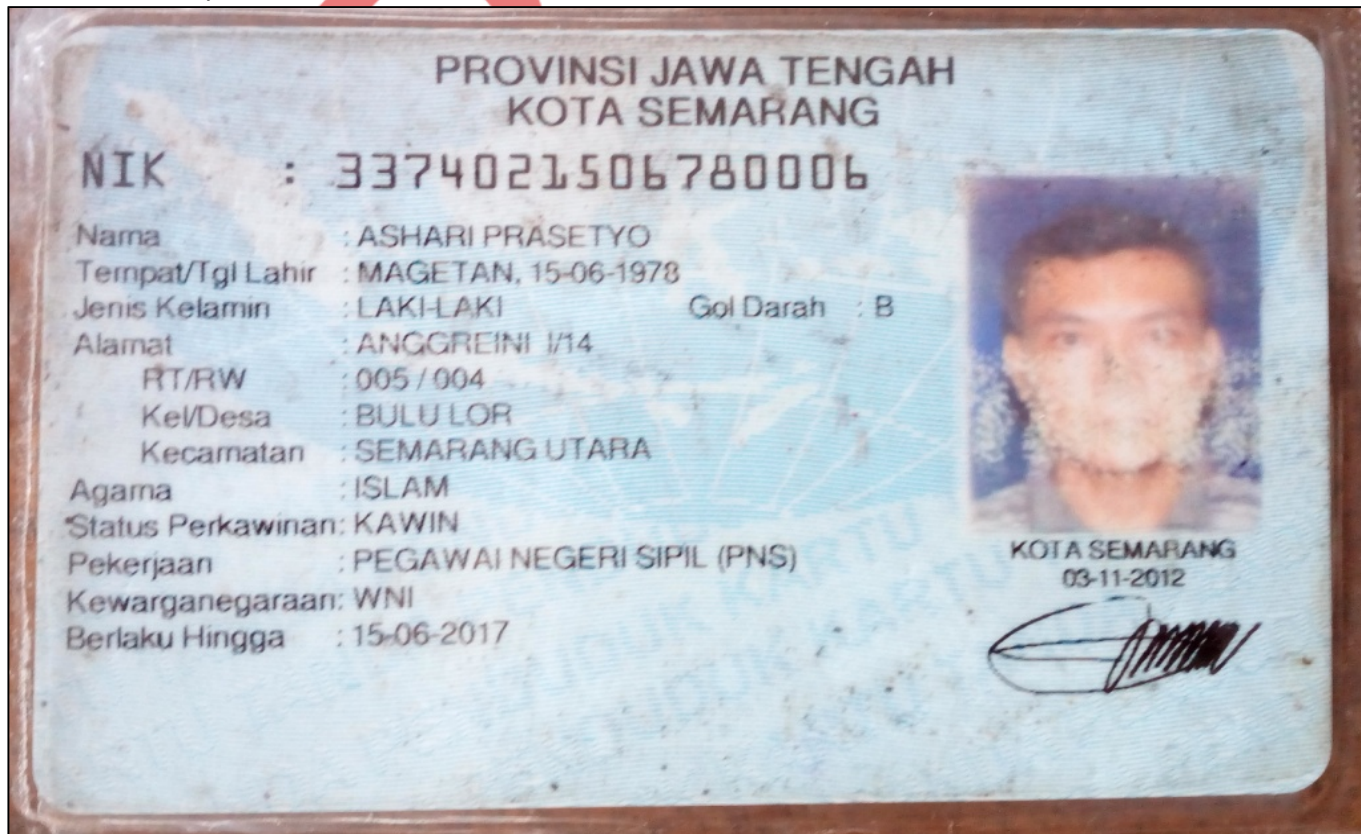 PROVINSI JAWA TENGAH
KOTA SEMARANG
NIK : 3374021506780006
Nama : ASHARI PRASETYO
Tempat/Tgl Lahir : MAGETAN, 15-06-1978
Jenis Kelamin : LAKI-LAKI Gol Darah : B
Alamat : ANGGREINI I/14
RT/RW : 005 / 004
Kel/Desa : BULU LOR
Kecamatan : SEMARANG UTARA
Agama : ISLAM
Status Perkawinan: KAWIN
Pekerjaan : PEGAWAI NEGERI SIPIL (PNS)
Kewarganegaraan: WNI
Berlaku Hingga : 15-06-2017
KOTA SEMARANG
03-11-2012